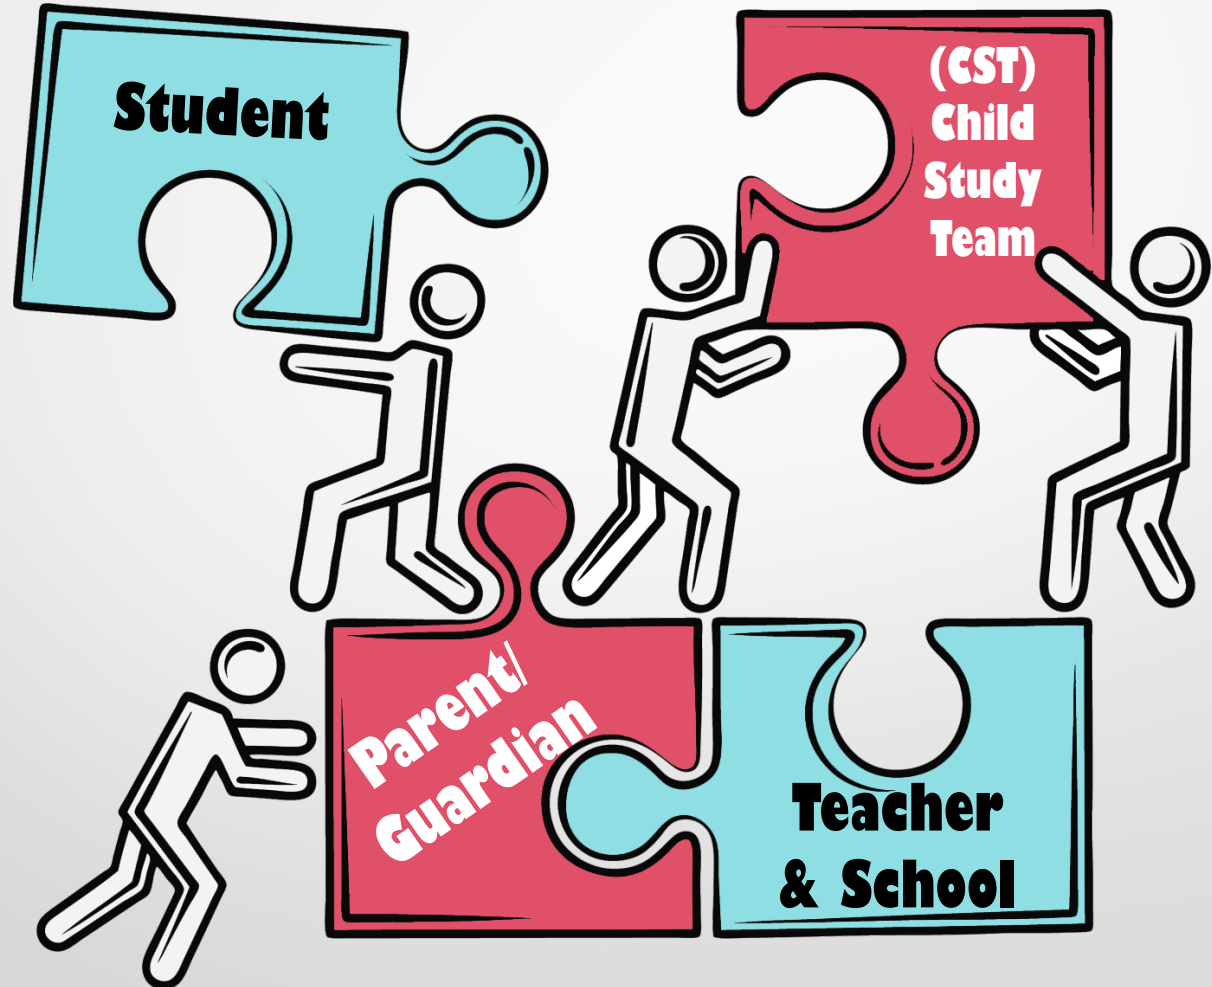 Student
(CST)
Child
Study
Team
Parent/
Guardian
Teacher
& School